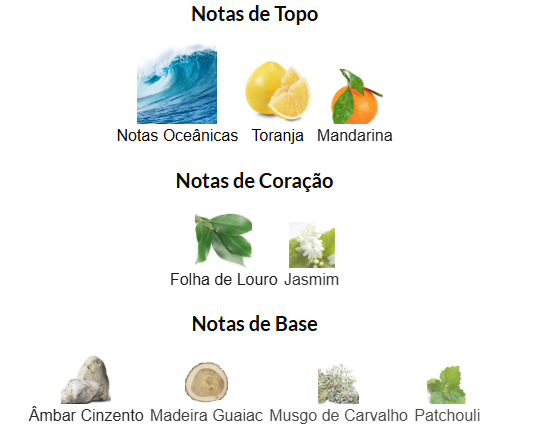 Notas de Topo
Notas Oceânicas Toranja Mandarina
Notas de Coração
Folha de Louro Jasmim
Notas de Base
Âmbar Cinzento Madeira Guaiac Musgo de Carvalho Patchouli